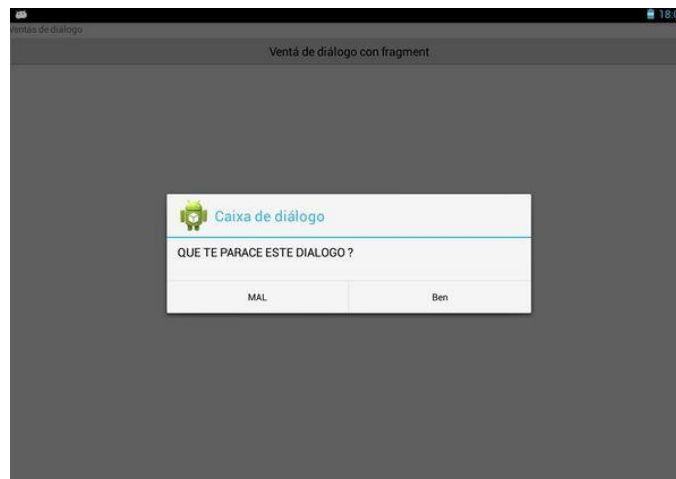 18:0
ventás de diálogo
Ventá de diálogo con fragment
Caixa de diálogo
QUE TE PARACE ESTE DIALOGO ?
MAL
Ben